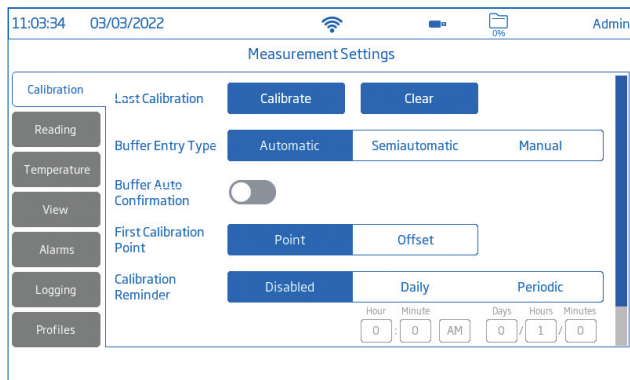 11:03:34 03/03/2022 0% Admin
Measurement Settings
Calibration
Reading
Temperature
View
Alarms
Logging
Profiles
Last Calibration Calibrate Clear
Buffer Entry Type Automatic Semiautomatic Manual
Buffer Auto
Confirmation
First Calibration
Point Point Offset
Calibration
Reminder Disabled Daily Periodic
Hour Minute Days Hours Minutes
0 : 0 AM 0 / 1 / 0